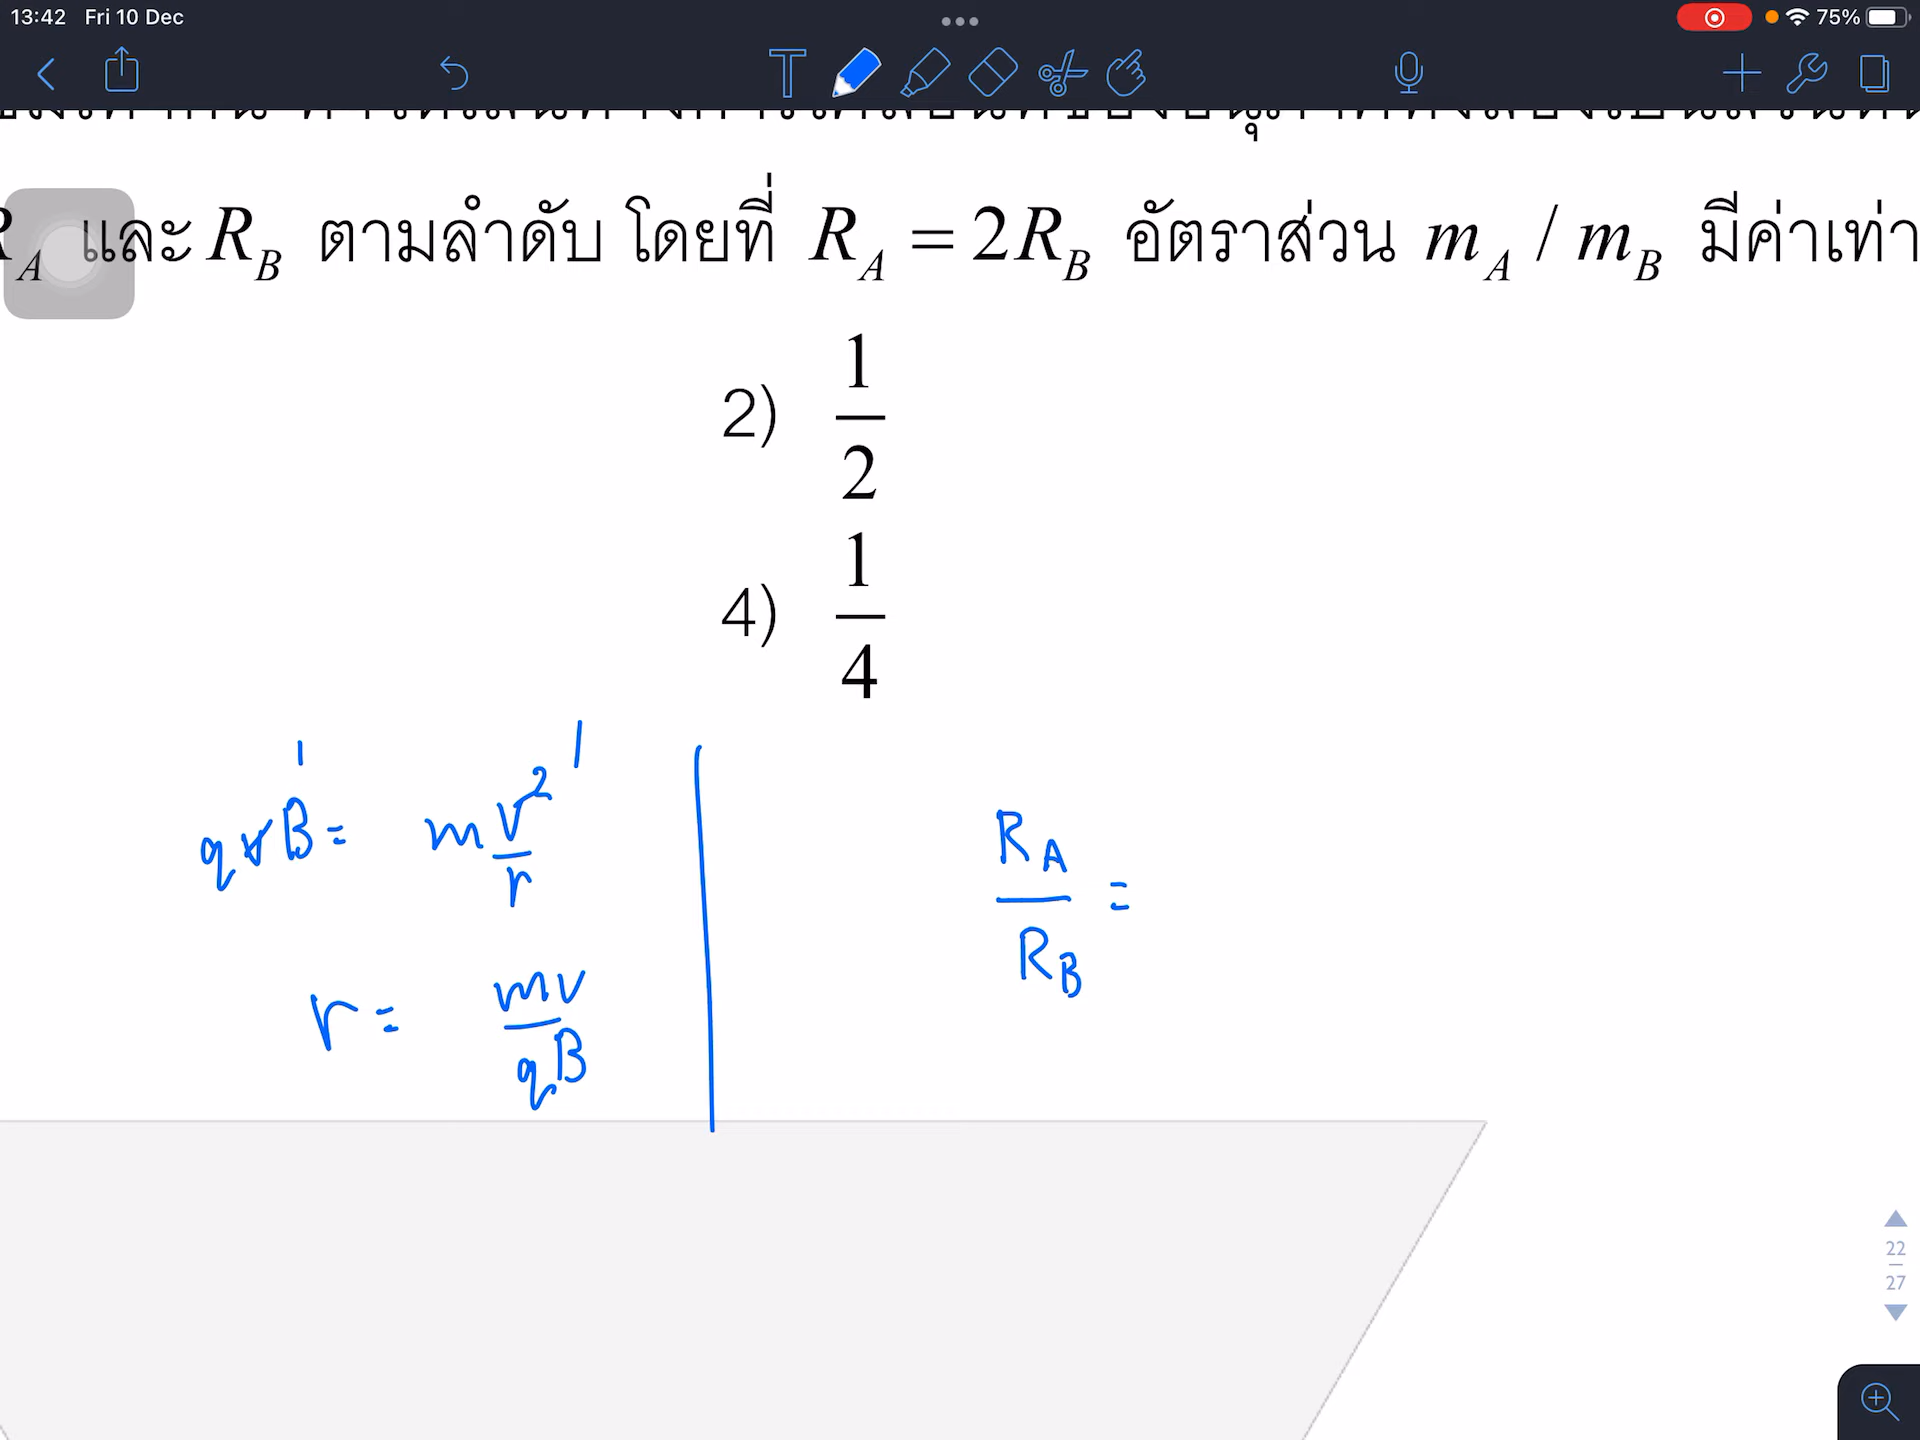 13:42 Fri 10 Dec
75%
T
R_A และ R_B ตามลำดับ โดยที่ R_A = 2R_B อัตราส่วน m_A / m_B มีค่าเท่า
2) 1/2
4) 1/4
qvB = mv²/r
R_A/R_B =
r = mv/qB
22
27